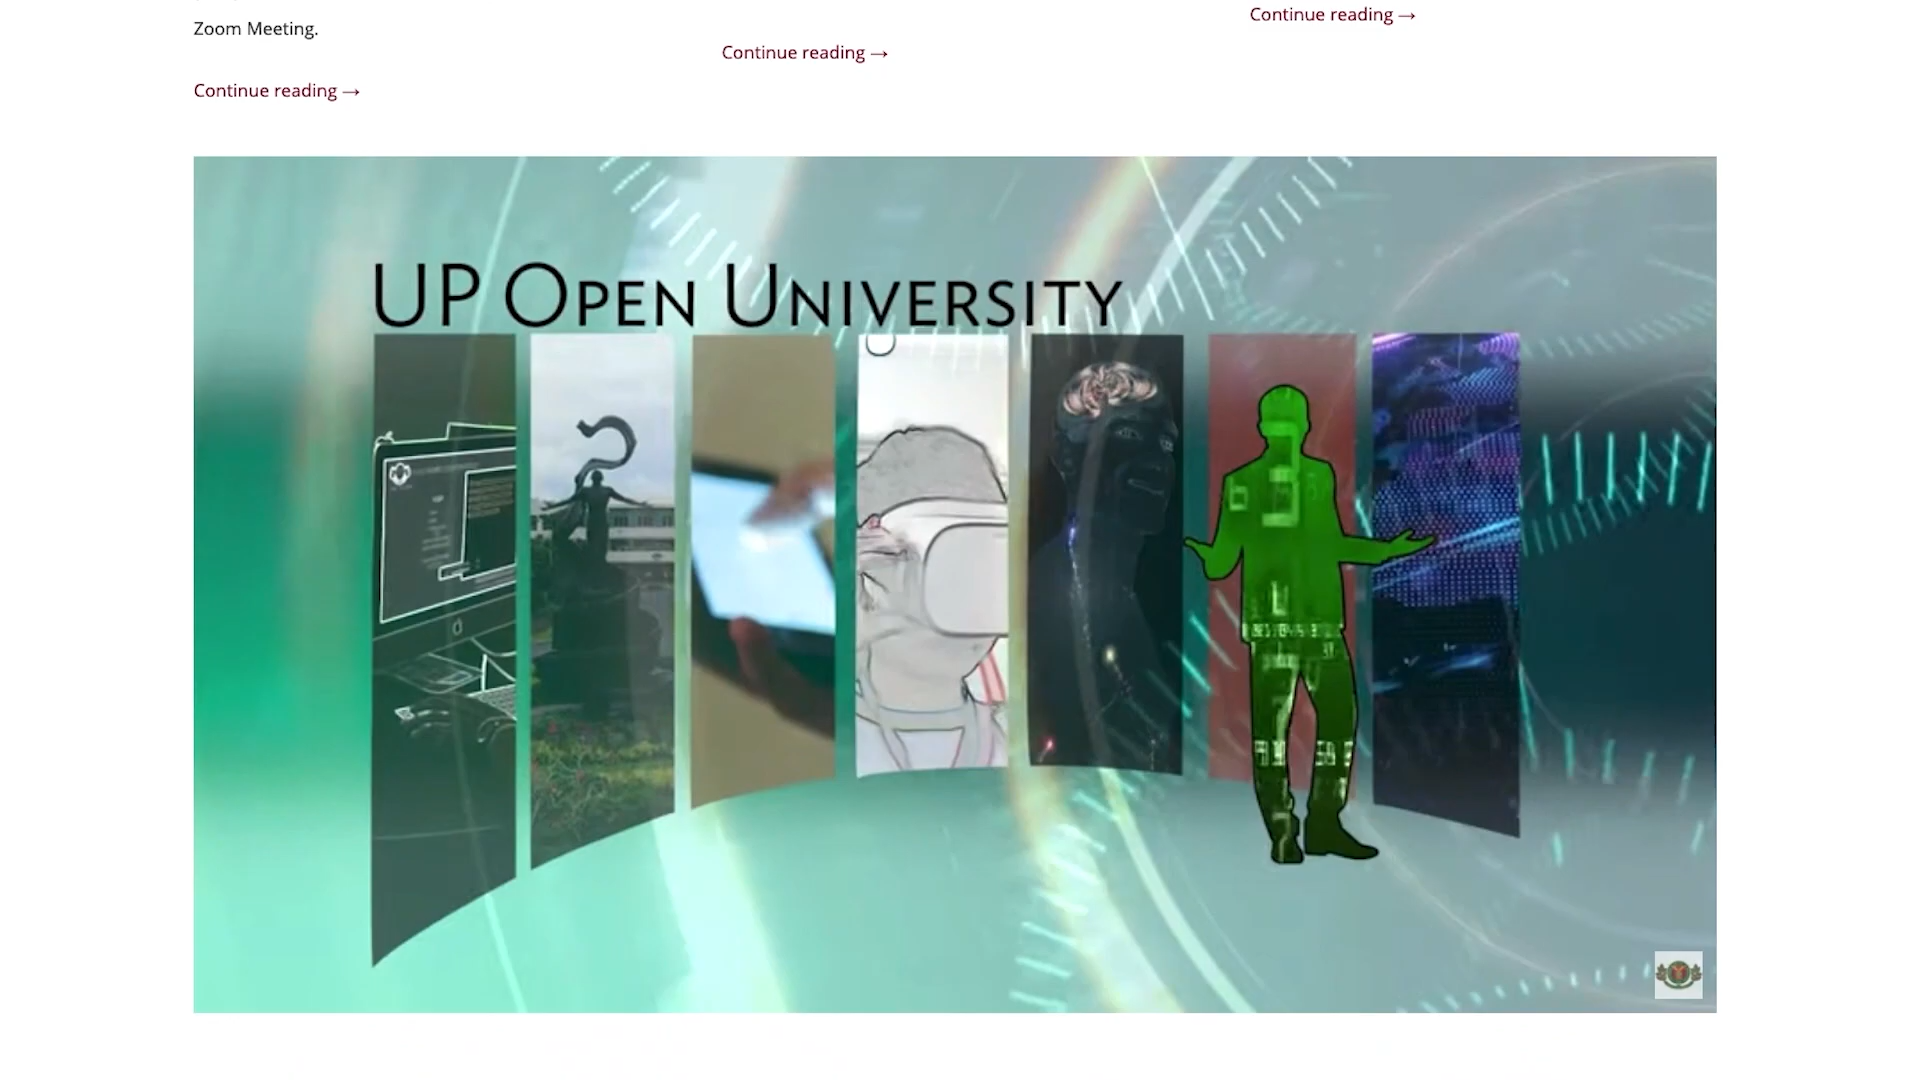 Zoom Meeting.
Continue reading →
Continue reading →
Continue reading →
UP OPEN UNIVERSITY